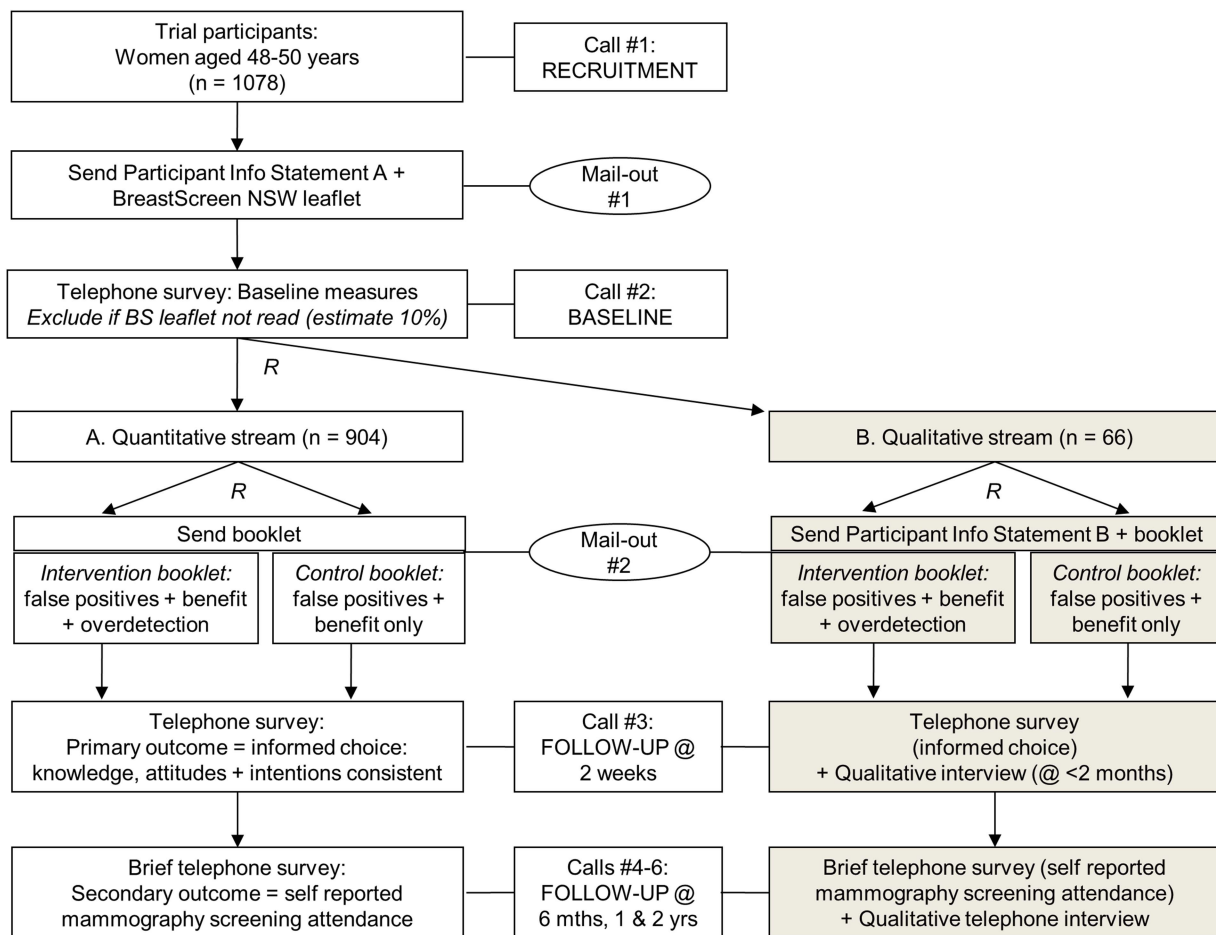 Trial participants:
Women aged 48-50 years
(n = 1078)
Call #1:
RECRUITMENT
Send Participant Info Statement A +
BreastScreen NSW leaflet
Mail-out
#1
Telephone survey: Baseline measures
Exclude if BS leaflet not read (estimate 10%)
Call #2:
BASELINE
R
A. Quantitative stream (n = 904)
B. Qualitative stream (n = 66)
R
R
Send booklet
Mail-out
#2
Send Participant Info Statement B + booklet
Intervention booklet:
false positives + benefit
+ overdetection
Control booklet:
false positives +
benefit only
Intervention booklet:
false positives + benefit
+ overdetection
Control booklet:
false positives +
benefit only
Telephone survey:
Primary outcome = informed choice:
knowledge, attitudes + intentions consistent
Call #3:
FOLLOW-UP @
2 weeks
Telephone survey
(informed choice)
+ Qualitative interview (@ <2 months)
Brief telephone survey:
Secondary outcome = self reported
mammography screening attendance
Calls #4-6:
FOLLOW-UP @
6 mths, 1 & 2 yrs
Brief telephone survey (self reported
mammography screening attendance)
+ Qualitative telephone interview